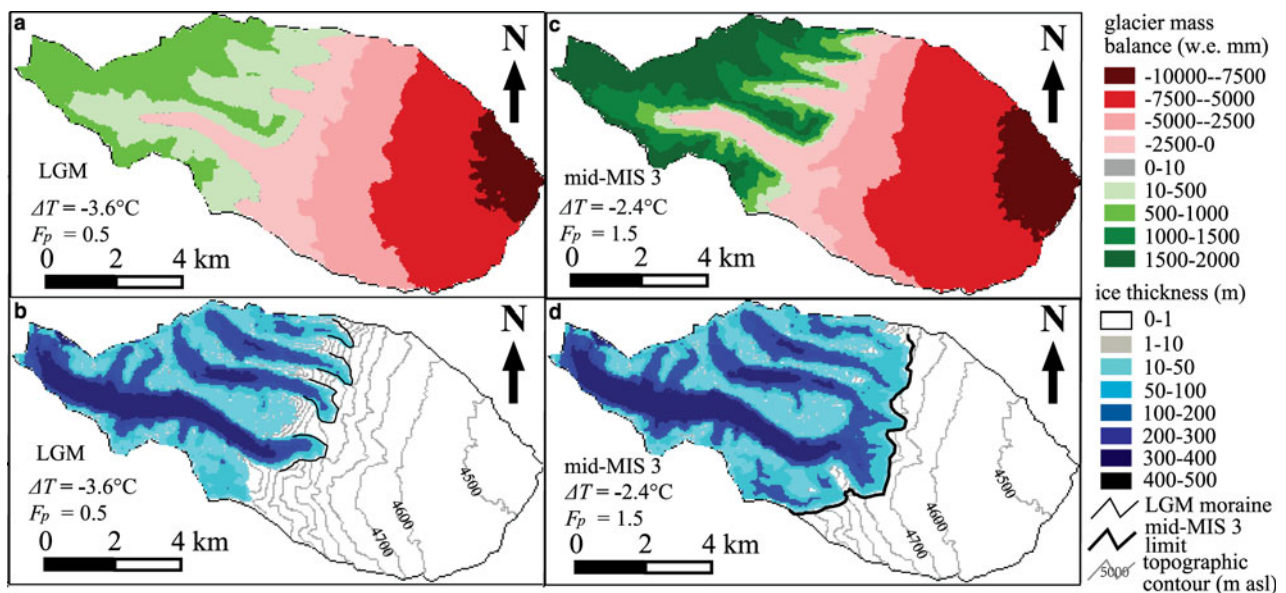 a
N
LGM
ΔT = -3.6°C
Fp = 0.5
0 2 4 km
c
N
mid-MIS 3
ΔT = -2.4°C
Fp = 1.5
0 2 4 km
b
N
LGM
ΔT = -3.6°C
Fp = 0.5
0 2 4 km
4500
4600
4700
d
N
mid-MIS 3
ΔT = -2.4°C
Fp = 1.5
0 2 4 km
4500
4600
4700
glacier mass
balance (w.e. mm)
-10000--7500
-7500--5000
-5000--2500
-2500-0
0-10
10-500
500-1000
1000-1500
1500-2000
ice thickness (m)
0-1
1-10
10-50
50-100
100-200
200-300
300-400
400-500
LGM moraine
mid-MIS 3
limit
5000 topographic
contour (m asl)